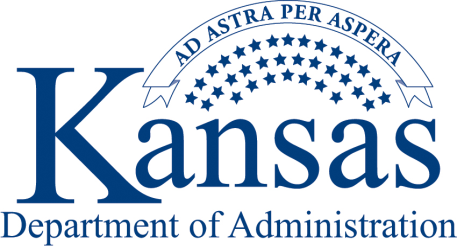 AD ASTRA PER ASPERA
Kansas
Department of Administration